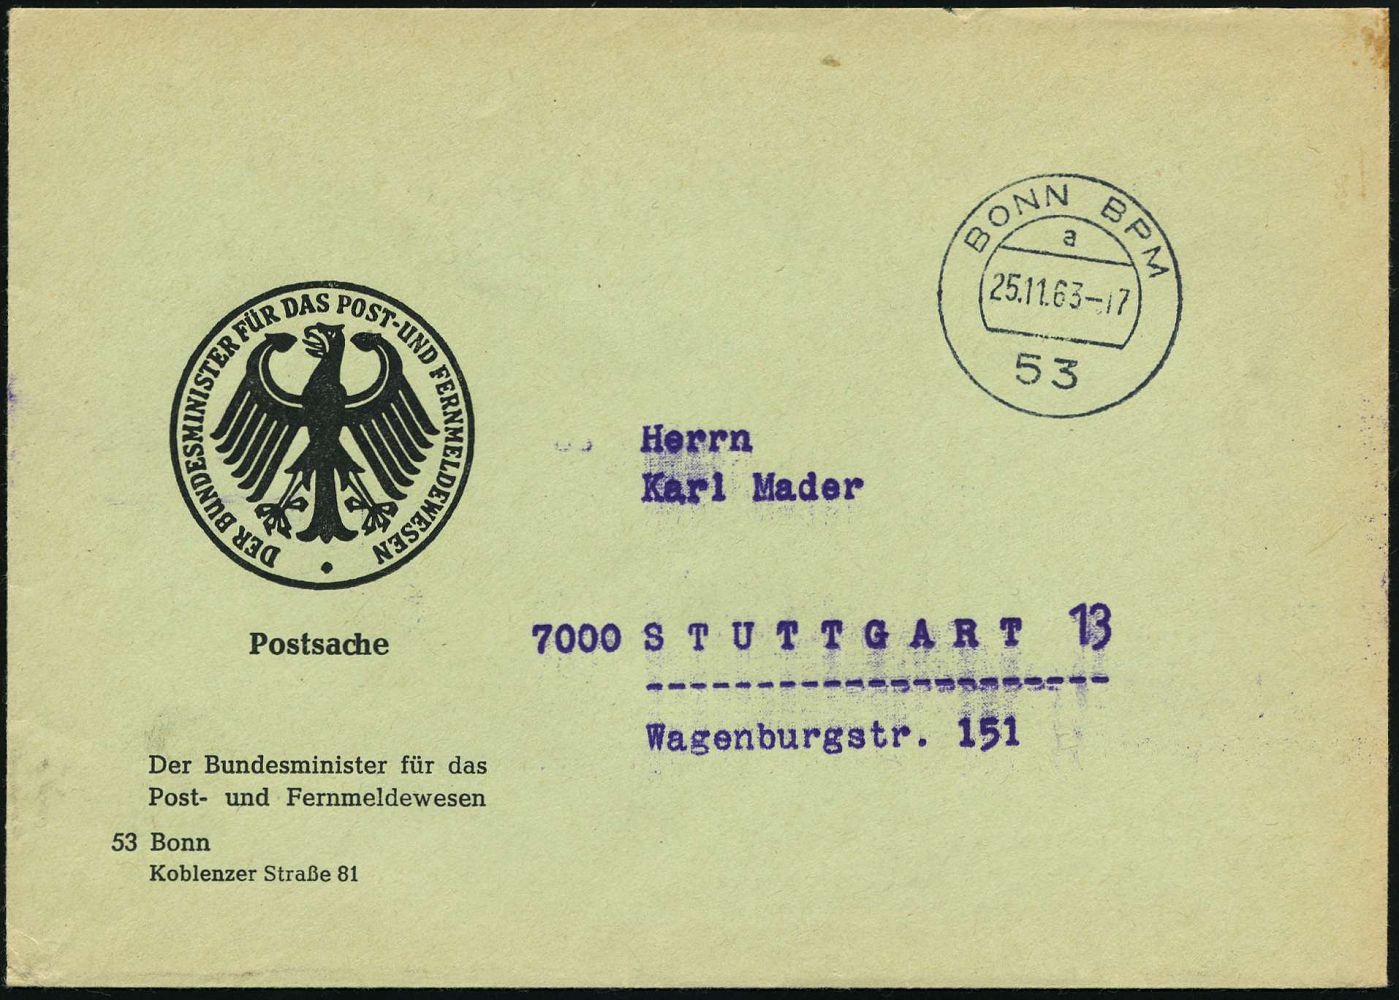 BONN BPM
a
25.11.63-17
53
DER BUNDESMINISTER FÜR DAS POST-UND FERNMELDEWESEN
Herrn
Karl Mader
Postsache
7000 STUTTGART 13
Wagenburgstr. 151
Der Bundesminister für das
Post- und Fernmeldewesen
53 Bonn
Koblenzer Straße 81